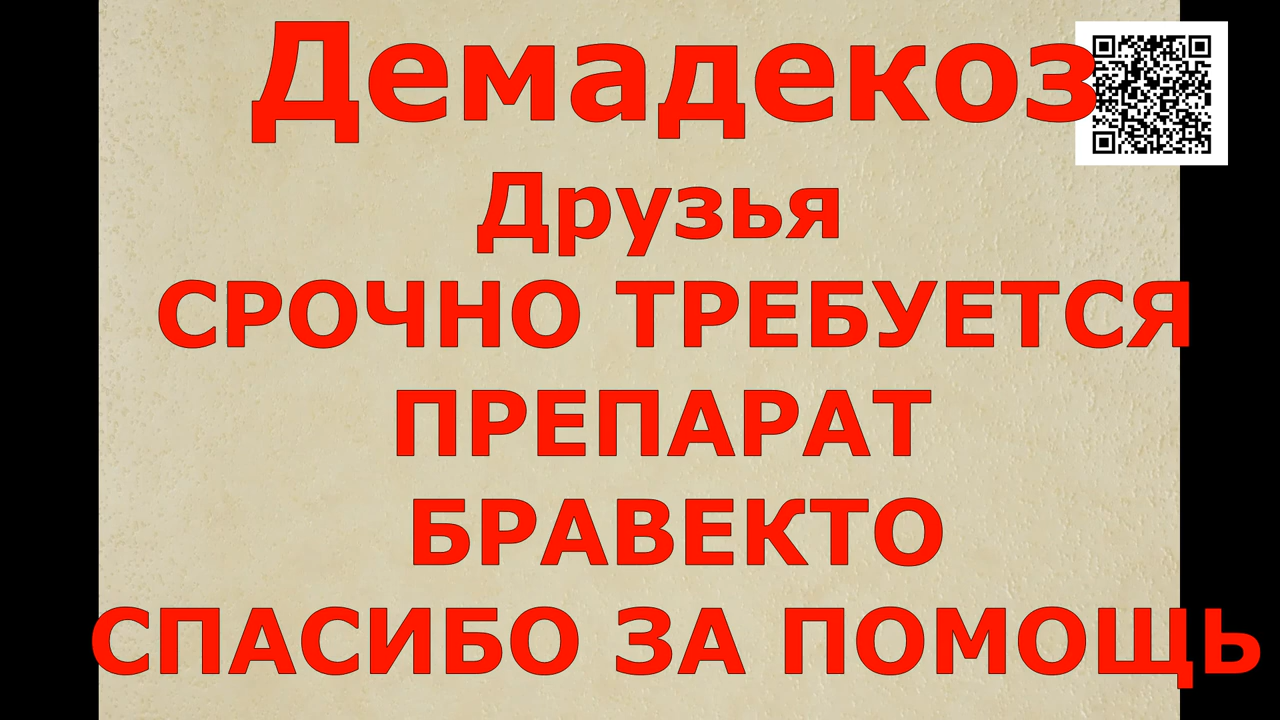 Демадекоз
Друзья
СРОЧНО ТРЕБУЕТСЯ
ПРЕПАРАТ
БРАВЕКТО
СПАСИБО ЗА ПОМОЩЬ